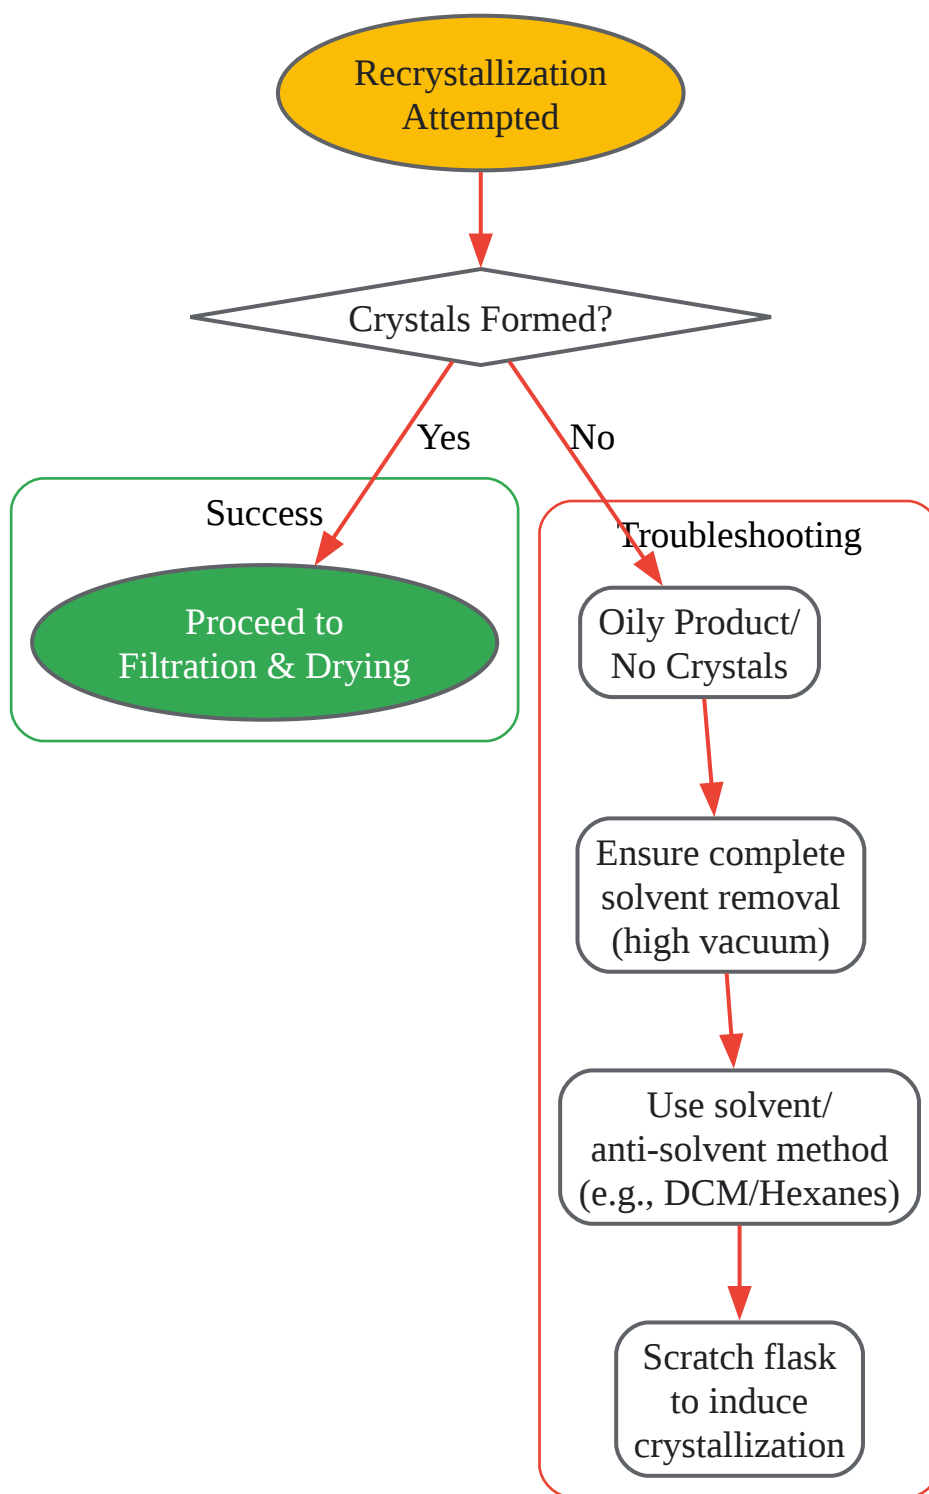 Recrystallization
Attempted
Crystals Formed?
Yes
No
Success
Troubleshooting
Proceed to
Filtration & Drying
Oily Product/
No Crystals
Ensure complete
solvent removal
(high vacuum)
Use solvent/
anti-solvent method
(e.g., DCM/Hexanes)
Scratch flask
to induce
crystallization